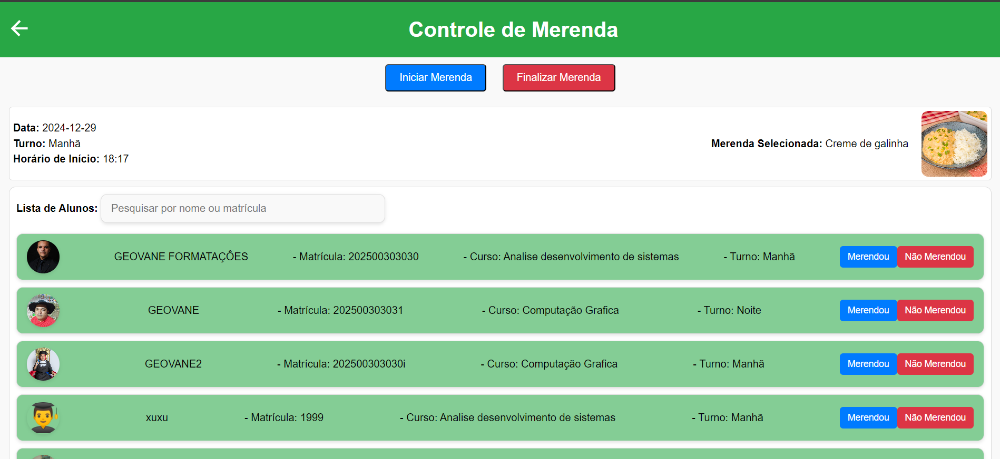 Controle de Merenda
Iniciar Merenda Finalizar Merenda
Data: 2024-12-29
Turno: Manhã
Horário de Início: 18:17
Merenda Selecionada: Creme de galinha
Lista de Alunos: Pesquisar por nome ou matrícula
GEOVANE FORMATAÇÔES - Matrícula: 202500303030 - Curso: Analise desenvolvimento de sistemas - Turno: Manhã Merendou Não Merendou
GEOVANE - Matrícula: 202500303031 - Curso: Computação Grafica - Turno: Noite Merendou Não Merendou
GEOVANE2 - Matrícula: 202500303030i - Curso: Computação Grafica - Turno: Manhã Merendou Não Merendou
xuxu - Matrícula: 1999 - Curso: Analise desenvolvimento de sistemas - Turno: Manhã Merendou Não Merendou